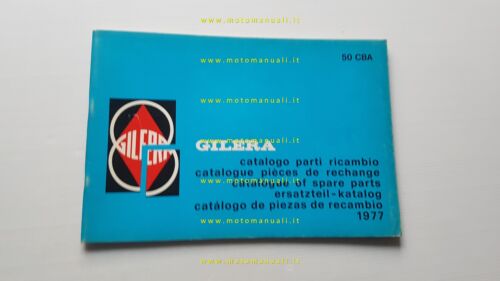 www.motomanuali.it
50 CBA
www.motomanuali.it
GILERA
GILERA
catalogo parti ricambio
catalogue pièces de rechange
www.motomanuali.it
catalogue of spare parts
ersatzteil-katalog
catálogo de piezas de recambio
www.motomanuali.it
1977
www.motomanuali.it